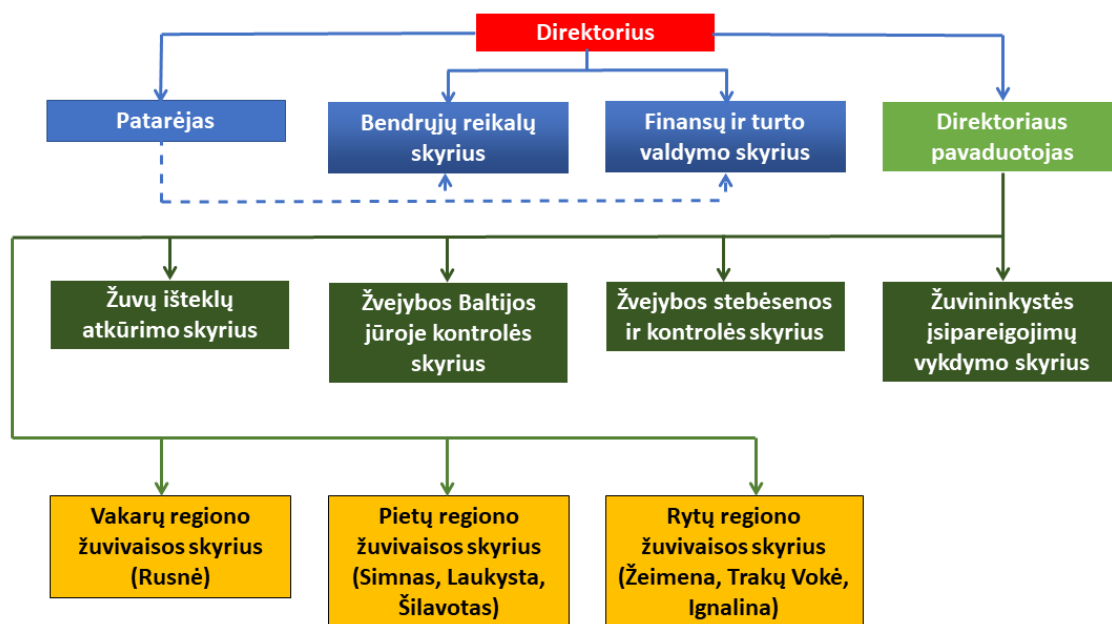 Direktorius
Patarėjas
Bendrųjų reikalų
skyrius
Finansų ir turto
valdymo skyrius
Direktoriaus
pavaduotojas
Žuvų išteklų
atkūrimo skyrius
Žvejybos Baltijos
jūroje kontrolės
skyrius
Žvejybos stebėsenos
ir kontrolės skyrius
Žuvininkystės
įsipareigojimų
vykdymo skyrius
Vakarų regiono
žuvivaisos skyrius
(Rusnė)
Pietų regiono
žuvivaisos skyrius
(Simnas, Laukysta,
Šilavotas)
Rytų regiono
žuvivaisos skyrius
(Žeimena, Trakų Vokė,
Ignalina)